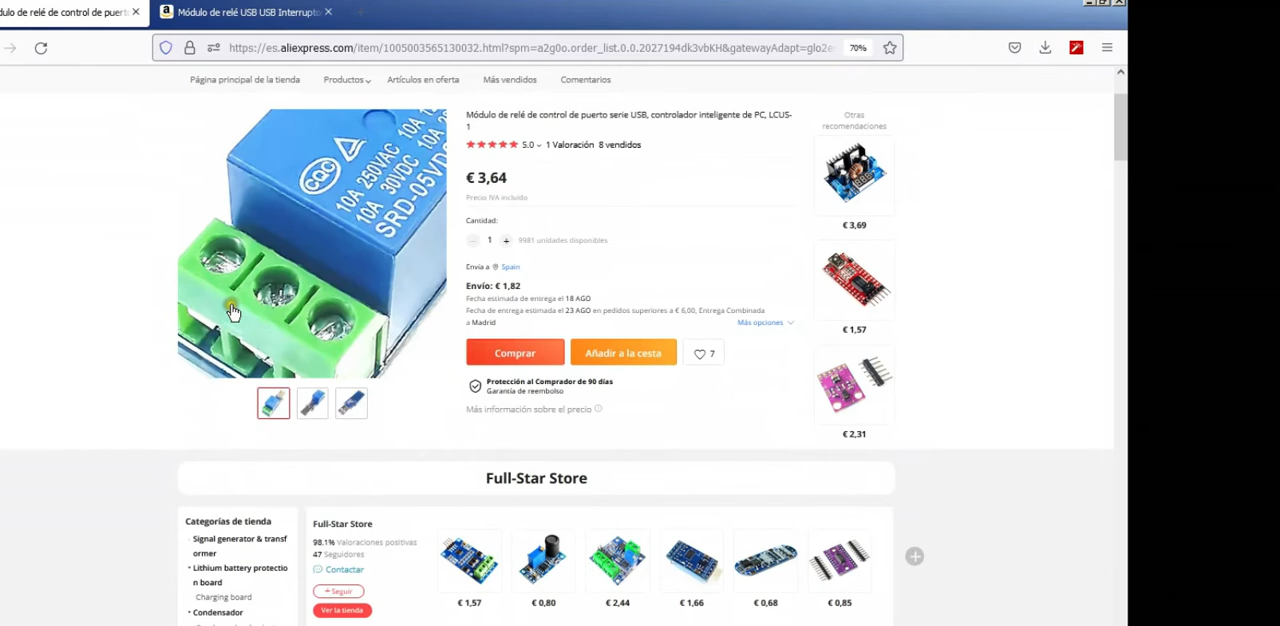 dulo de relé de control de puerto
Módulo de relé USB USB Interrupto
https://es.aliexpress.com/item/1005003565130032.html?spm=a2g0o.order_list.0.0.2027194dk3vbKH&gatewayAdapt=glo2e
70%
Página principal de la tienda
Productos
Artículos en oferta
Más vendidos
Comentarios
CQC
10A 250VAC 10A
10A 30VDC 10A
SRD-05VD
Módulo de relé de control de puerto serie USB, controlador inteligente de PC, LCUS-
1
5.0
1 Valoración
8 vendidos
€ 3,64
Precio IVA incluido
Cantidad:
1
9981 unidades disponibles
Envía a Spain
Envío: € 1,82
Fecha estimada de entrega el 18 AGO
Fecha de entrega estimada el 23 AGO en pedidos superiores a € 6,00, Entrega Combinada
a Madrid
Más opciones
Comprar
Añadir a la cesta
7
Protección al Comprador de 90 días
Garantía de reembolso
Más información sobre el precio
Otras
recomendaciones
€ 3,69
€ 1,57
€ 2,31
Full-Star Store
Categorías de tienda
Signal generator & transf
ormer
Lithium battery protectio
n board
Charging board
Condensador
Full-Star Store
98.1% Valoraciones positivas
47 Seguidores
Contactar
+ Seguir
Ver la tienda
€ 1,57
€ 0,80
€ 2,44
€ 1,66
€ 0,68
€ 0,85